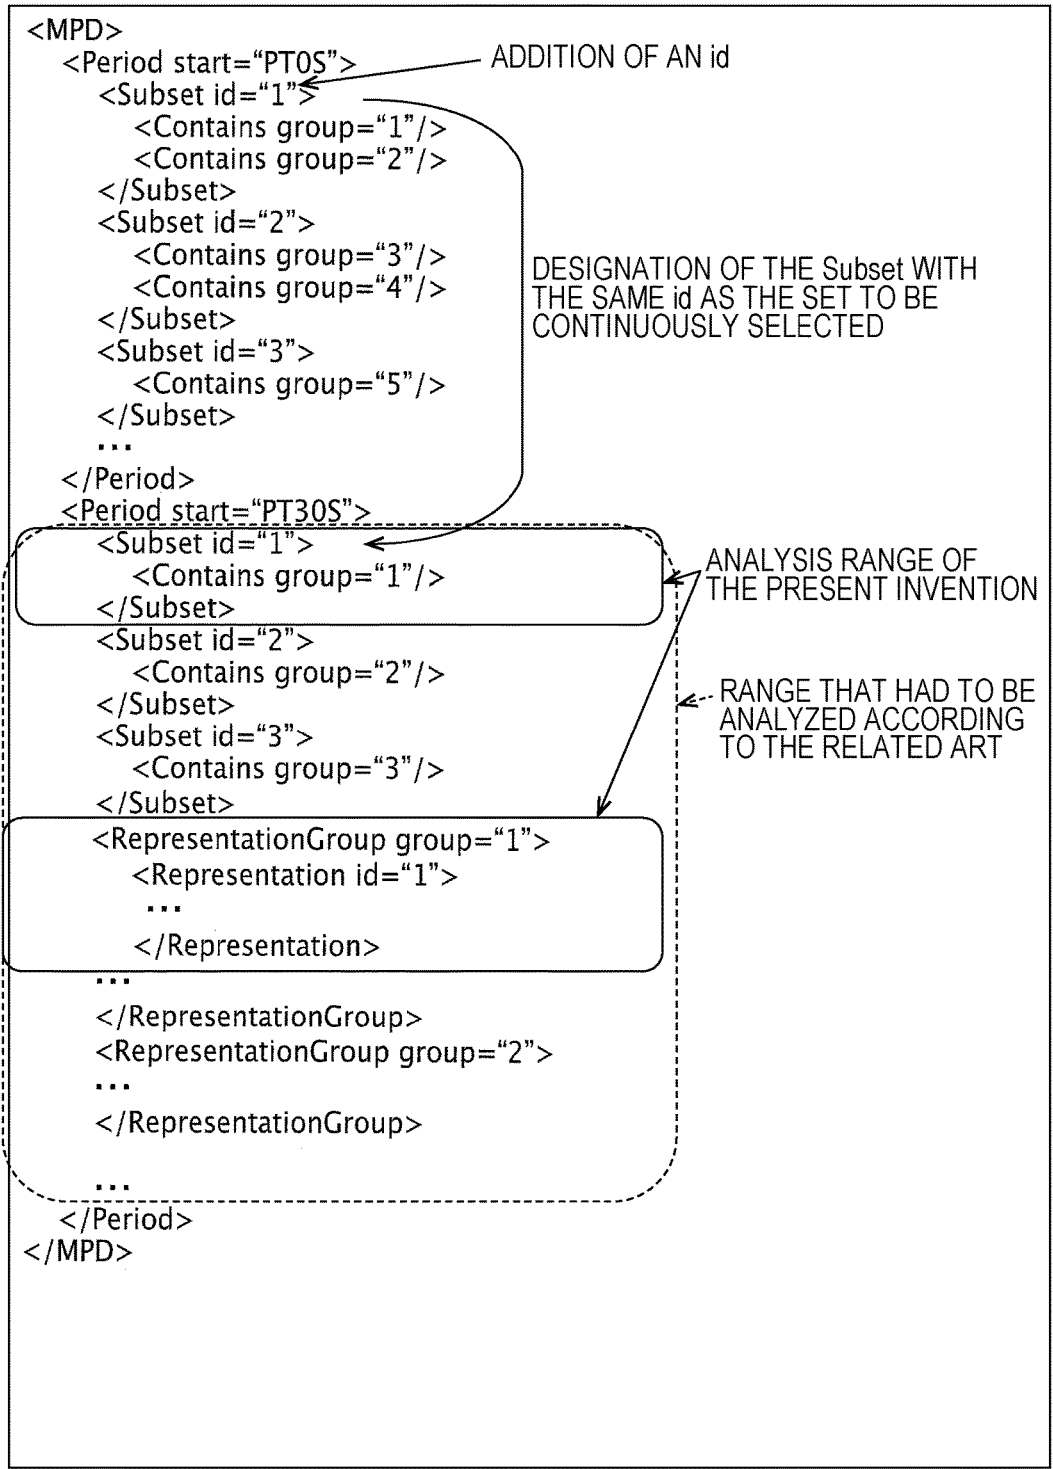 <MPD>
<Period start=“PT0S”>
ADDITION OF AN id
<Subset id=“1”>
<Contains group=“1”/>
<Contains group=“2”/>
</Subset>
<Subset id=“2”>
<Contains group=“3”/>
<Contains group=“4”/>
</Subset>
<Subset id=“3”>
<Contains group=“5”/>
</Subset>
...
</Period>
DESIGNATION OF THE Subset WITH
THE SAME id AS THE SET TO BE
CONTINUOUSLY SELECTED
<Period start=“PT30S”>
<Subset id=“1”>
<Contains group=“1”/>
</Subset>
ANALYSIS RANGE OF
THE PRESENT INVENTION
<Subset id=“2”>
<Contains group=“2”/>
</Subset>
<Subset id=“3”>
<Contains group=“3”/>
</Subset>
RANGE THAT HAD TO BE
ANALYZED ACCORDING
TO THE RELATED ART
<RepresentationGroup group=“1”>
<Representation id=“1”>
...
</Representation>
...
</RepresentationGroup>
<RepresentationGroup group=“2”>
...
</RepresentationGroup>
...
</Period>
</MPD>